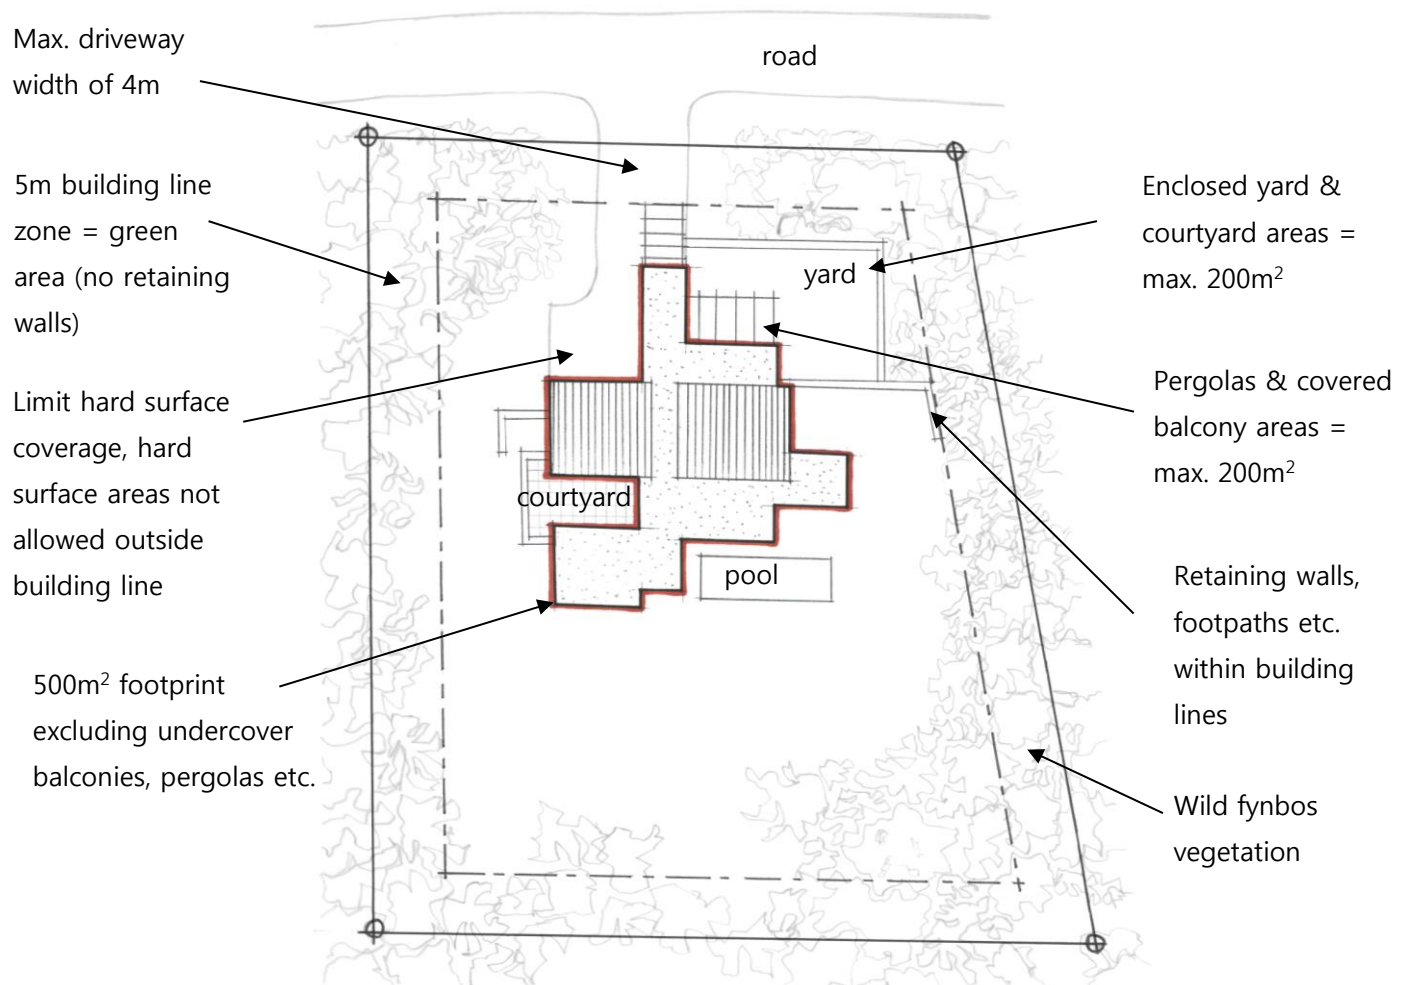 Max. driveway
width of 4m
road
5m building line
zone = green
area (no retaining
walls)
Enclosed yard &
courtyard areas =
max. 200m²
yard
Limit hard surface
coverage, hard
surface areas not
allowed outside
building line
Pergolas & covered
balcony areas =
max. 200m²
courtyard
pool
Retaining walls,
footpaths etc.
within building
lines
500m² footprint
excluding undercover
balconies, pergolas etc.
Wild fynbos
vegetation